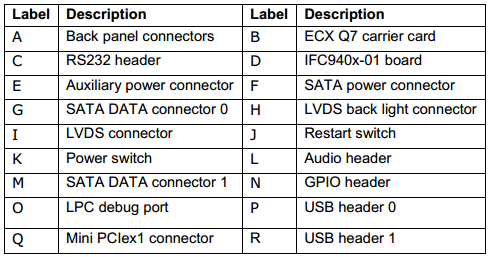 Label Description Label Description
A Back panel connectors B ECX Q7 carrier card
C RS232 header D IFC940x-01 board
E Auxiliary power connector F SATA power connector
G SATA DATA connector 0 H LVDS back light connector
I LVDS connector J Restart switch
K Power switch L Audio header
M SATA DATA connector 1 N GPIO header
O LPC debug port P USB header 0
Q Mini PCIex1 connector R USB header 1